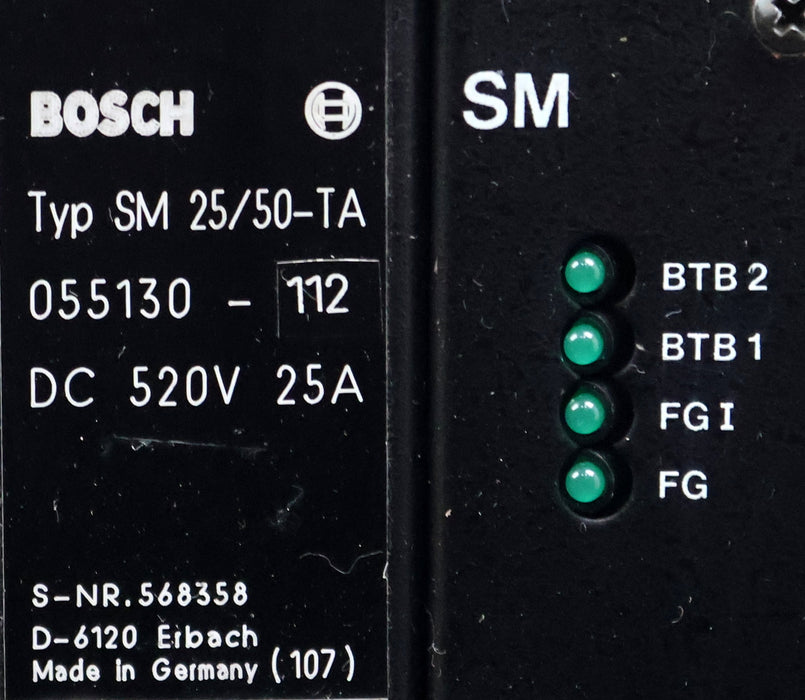 BOSCH
Typ SM 25/50-TA
055130 - 112
DC 520V 25A
S-NR.568358
D-6120 Erbach
Made in Germany (107)
SM
BTB 2
BTB 1
FG I
FG